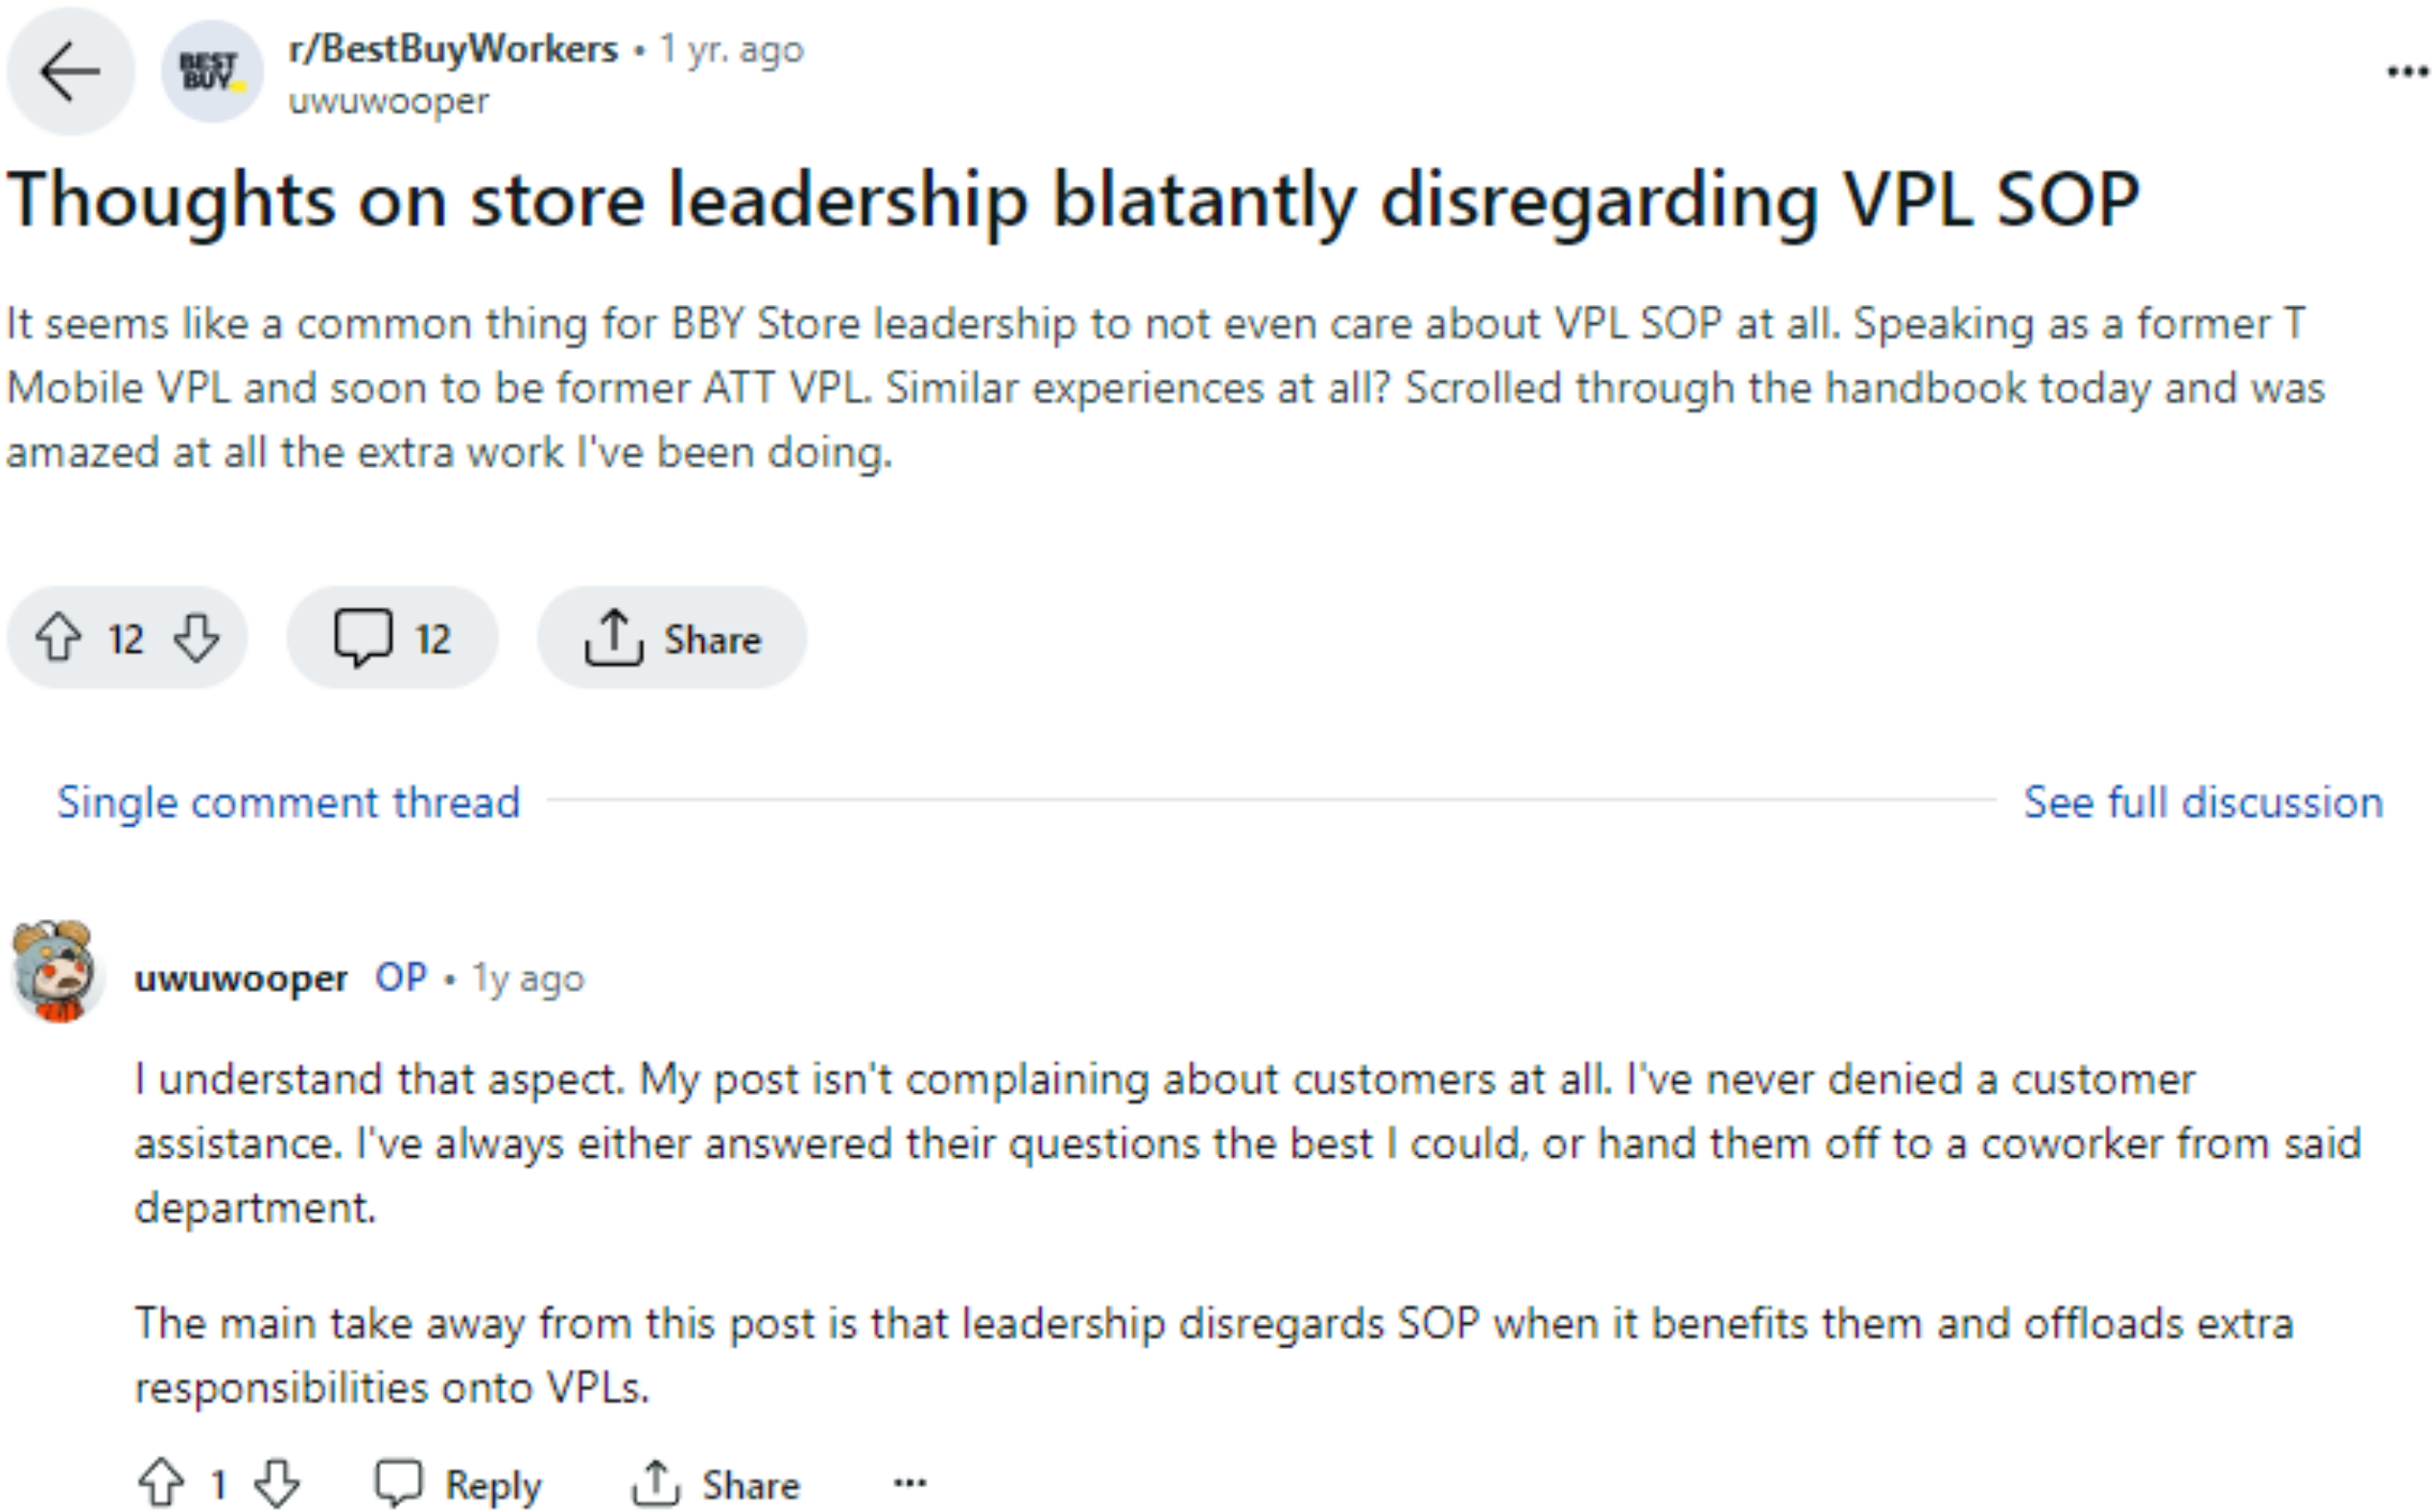 BEST BUY
r/BestBuyWorkers • 1 yr. ago
uwuwooper
Thoughts on store leadership blatantly disregarding VPL SOP
It seems like a common thing for BBY Store leadership to not even care about VPL SOP at all. Speaking as a former T
Mobile VPL and soon to be former ATT VPL. Similar experiences at all? Scrolled through the handbook today and was
amazed at all the extra work I've been doing.
12 12 Share
Single comment thread See full discussion
uwuwooper OP • 1y ago
I understand that aspect. My post isn't complaining about customers at all. I've never denied a customer
assistance. I've always either answered their questions the best I could, or hand them off to a coworker from said
department.
The main take away from this post is that leadership disregards SOP when it benefits them and offloads extra
responsibilities onto VPLs.
1 Reply Share ...